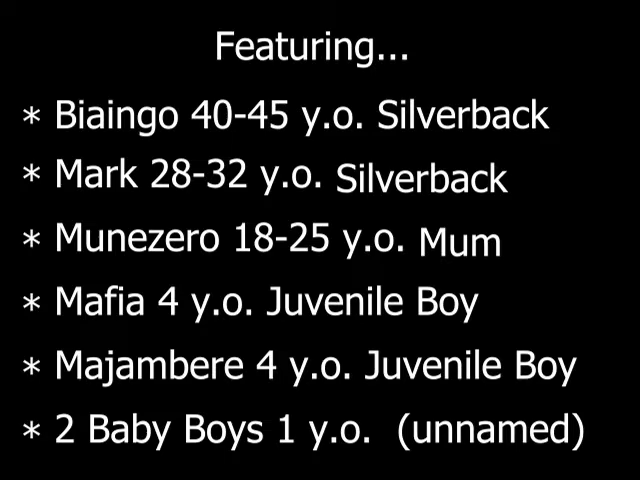 Featuring...
* Biaingo 40-45 y.o. Silverback
* Mark 28-32 y.o. Silverback
* Munezero 18-25 y.o. Mum
* Mafia 4 y.o. Juvenile Boy
* Majambere 4 y.o. Juvenile Boy
* 2 Baby Boys 1 y.o. (unnamed)